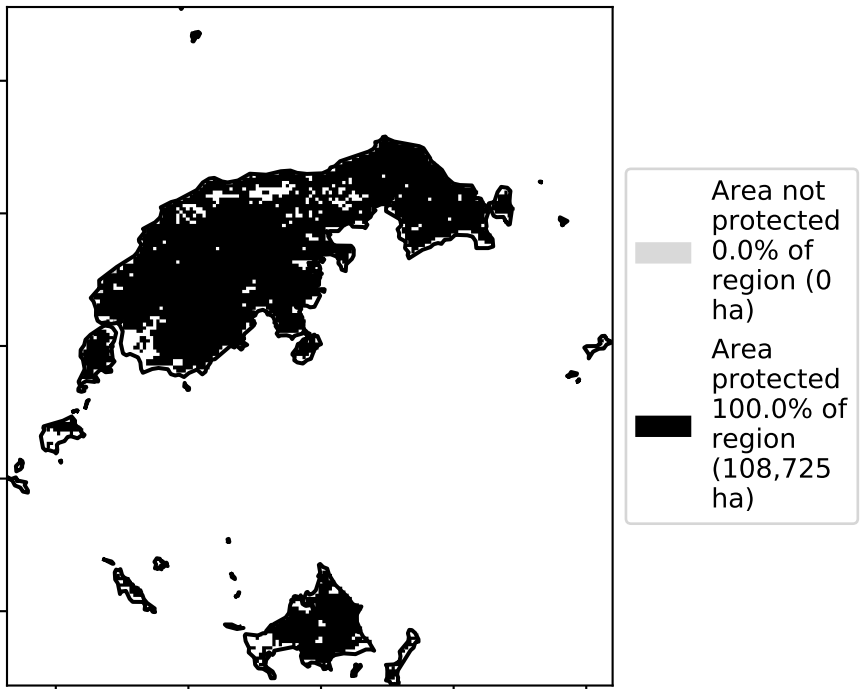 Area not
protected
0.0% of
region (0
ha)
Area
protected
100.0% of
region
(108,725
ha)